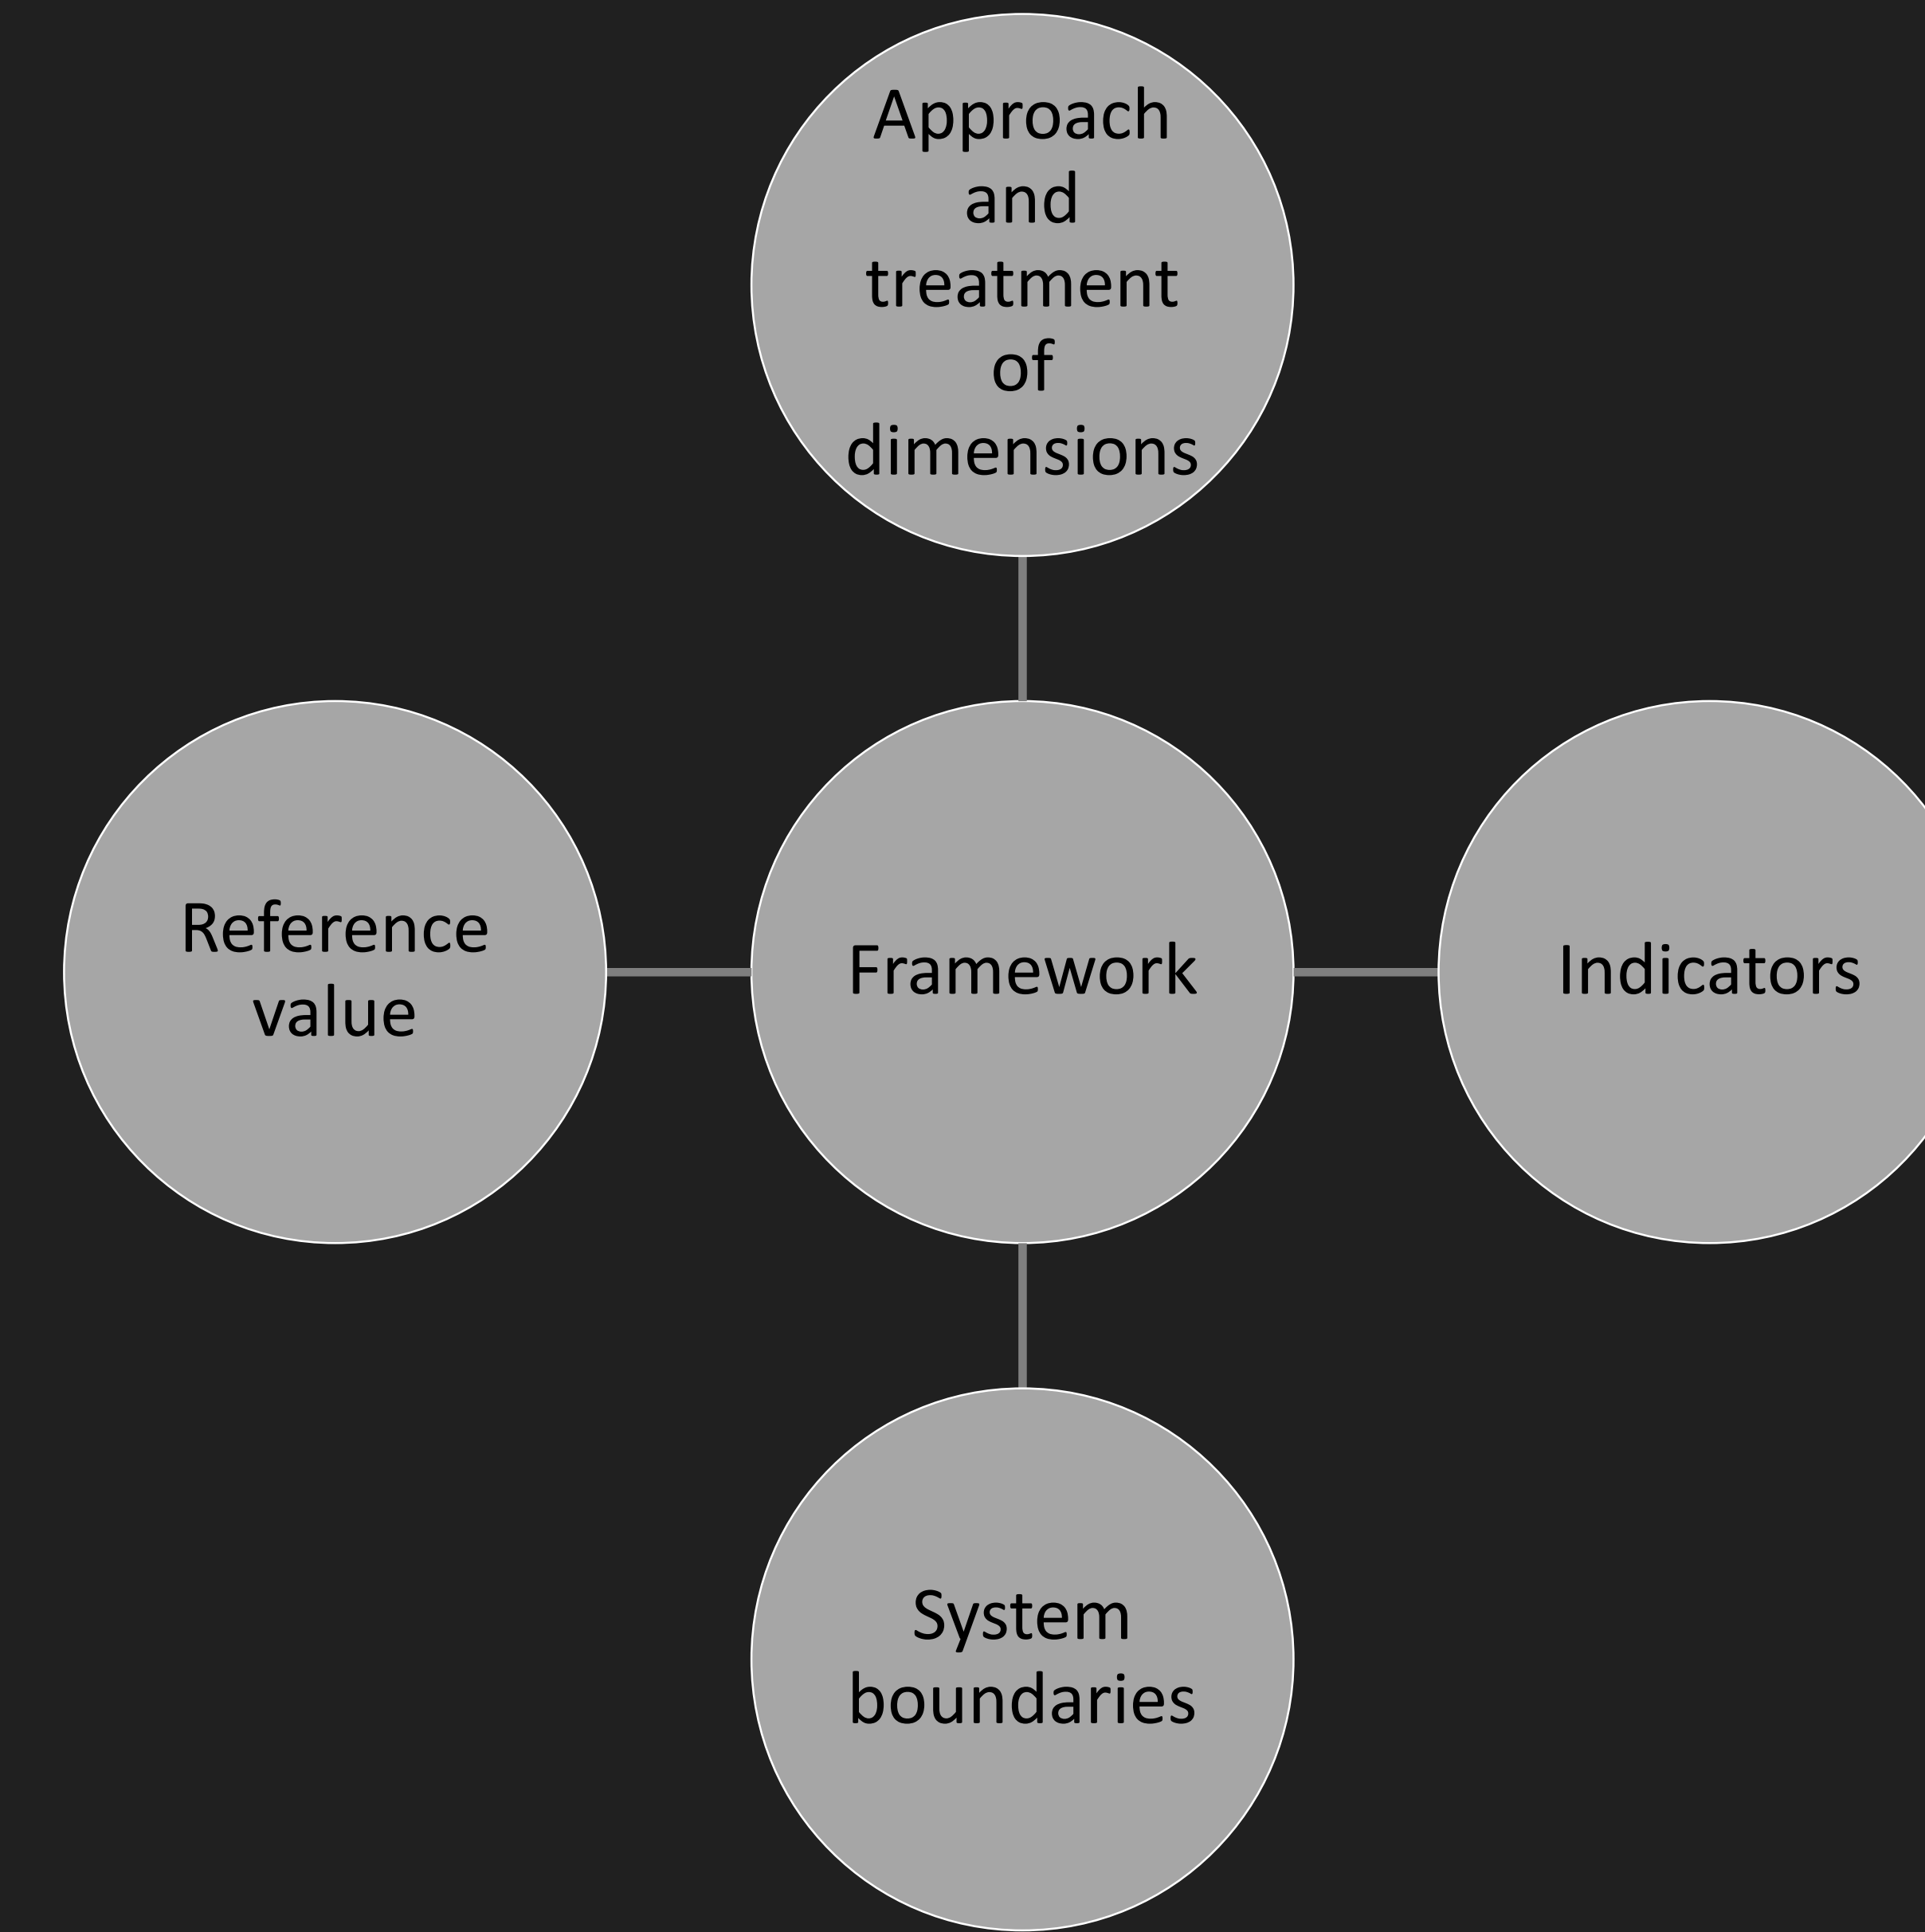 Approach
and
treatment
of
dimensions
Reference
value
Framework
Indicators
System
boundaries